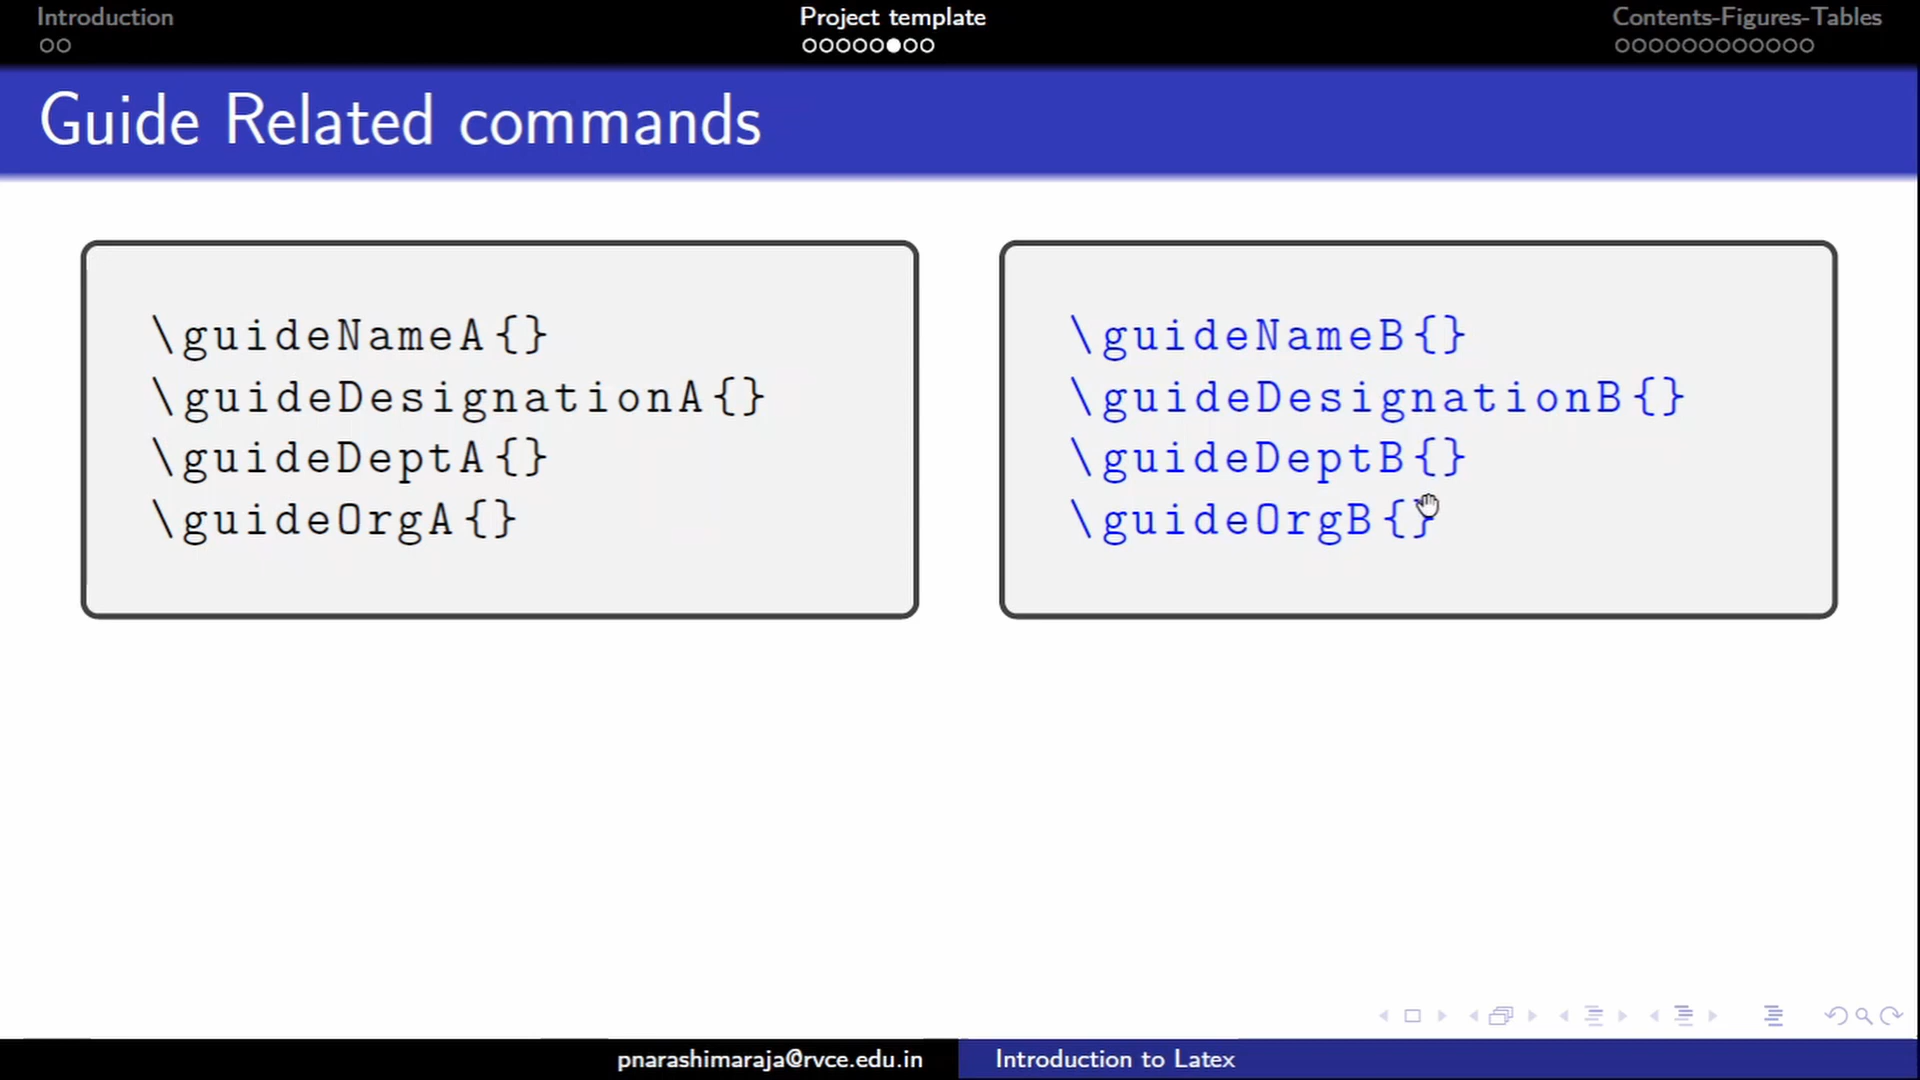 Introduction
Project template
Contents-Figures-Tables
Guide Related commands
\guideNameA{}
\guideDesignationA{}
\guideDeptA{}
\guideOrgA{}
\guideNameB{}
\guideDesignationB{}
\guideDeptB{}
\guideOrgB{}
pnarashimaraja@rvce.edu.in
Introduction to Latex